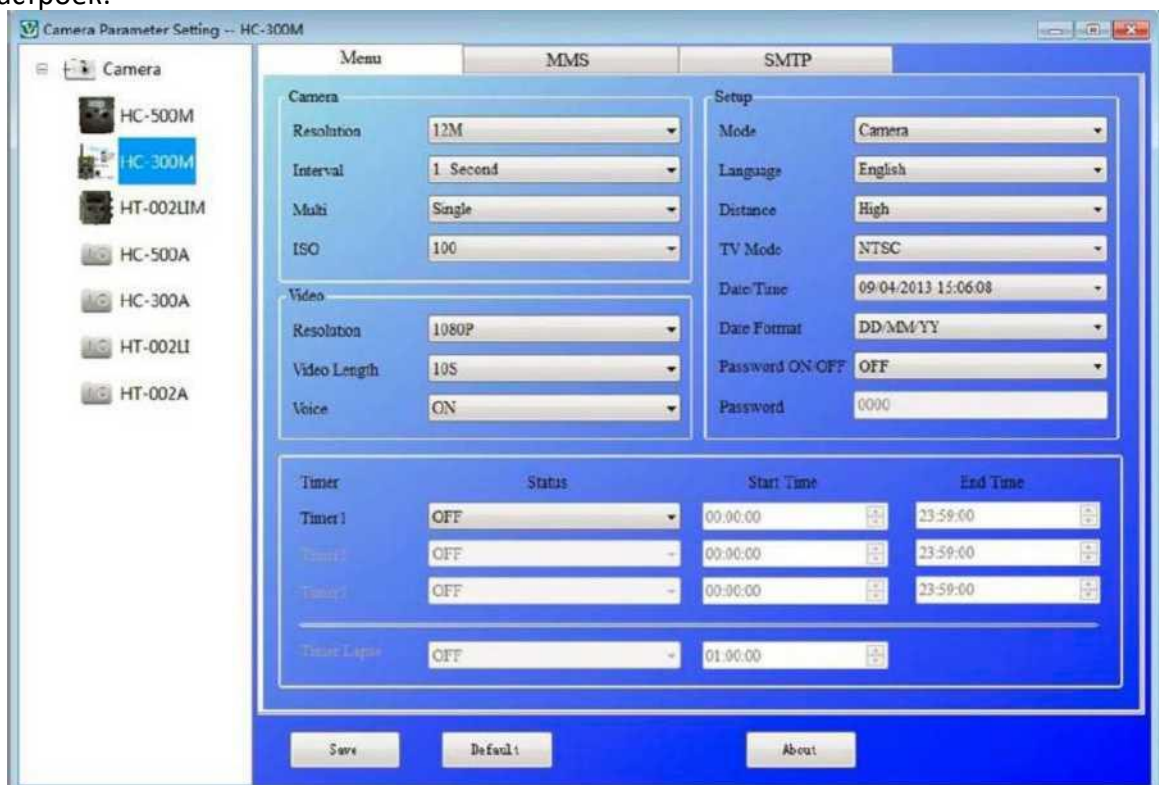 Camera Parameter Setting -- HC-300M
Camera
HC-500M
HC-300M
HT-002LIM
HC-500A
HC-300A
HT-002LI
HT-002A
Menu MMS SMTP
Camera
Resolution 12M
Interval 1 Second
Multi Single
ISO 100
Video
Resolution 1080P
Video Length 10S
Voice ON
Setup
Mode Camera
Language English
Distance High
TV Mode NTSC
Date/Time 09/04/2013 15:06:08
Date Format DD/MM/YY
Password ON/OFF OFF
Password 0000
Timer Status Start Time End Time
Timer1 OFF 00:00:00 23:59:00
OFF 00:00:00 23:59:00
OFF 00:00:00 23:59:00
Timer Lapse OFF 01:00:00
Save Default About